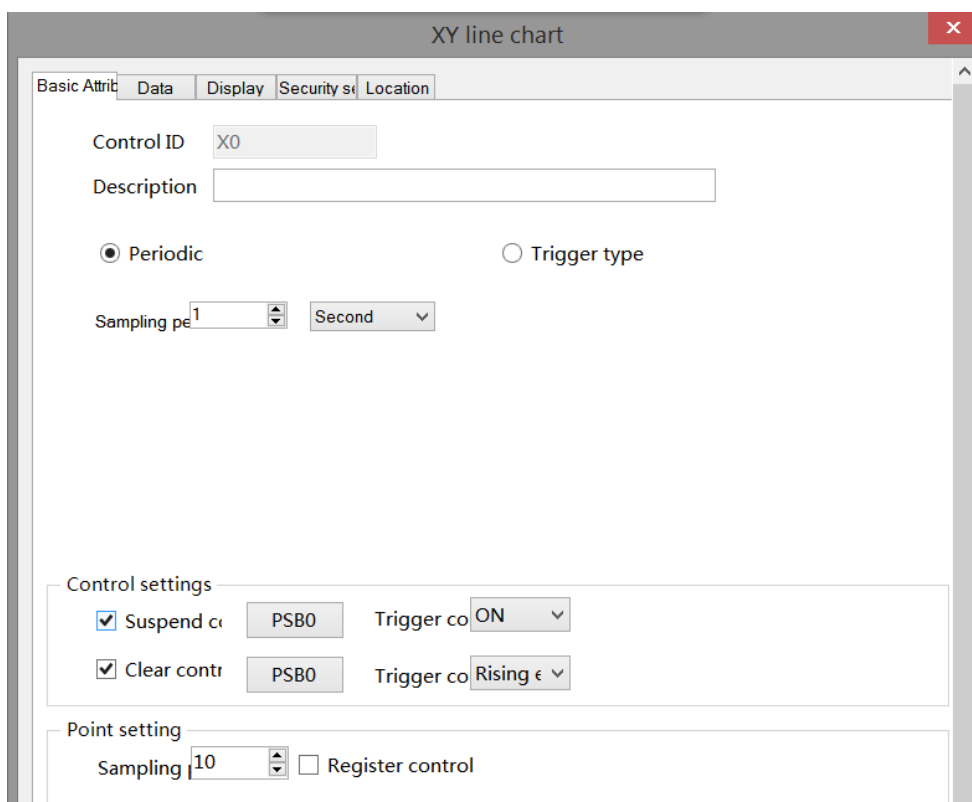 XY line chart
Basic Attrib Data Display Security se Location
Control ID X0
Description
Periodic Trigger type
Sampling pe 1 Second
Control settings
Suspend co PSB0 Trigger co ON
Clear contr PSB0 Trigger co Rising e
Point setting
Sampling p 10 Register control